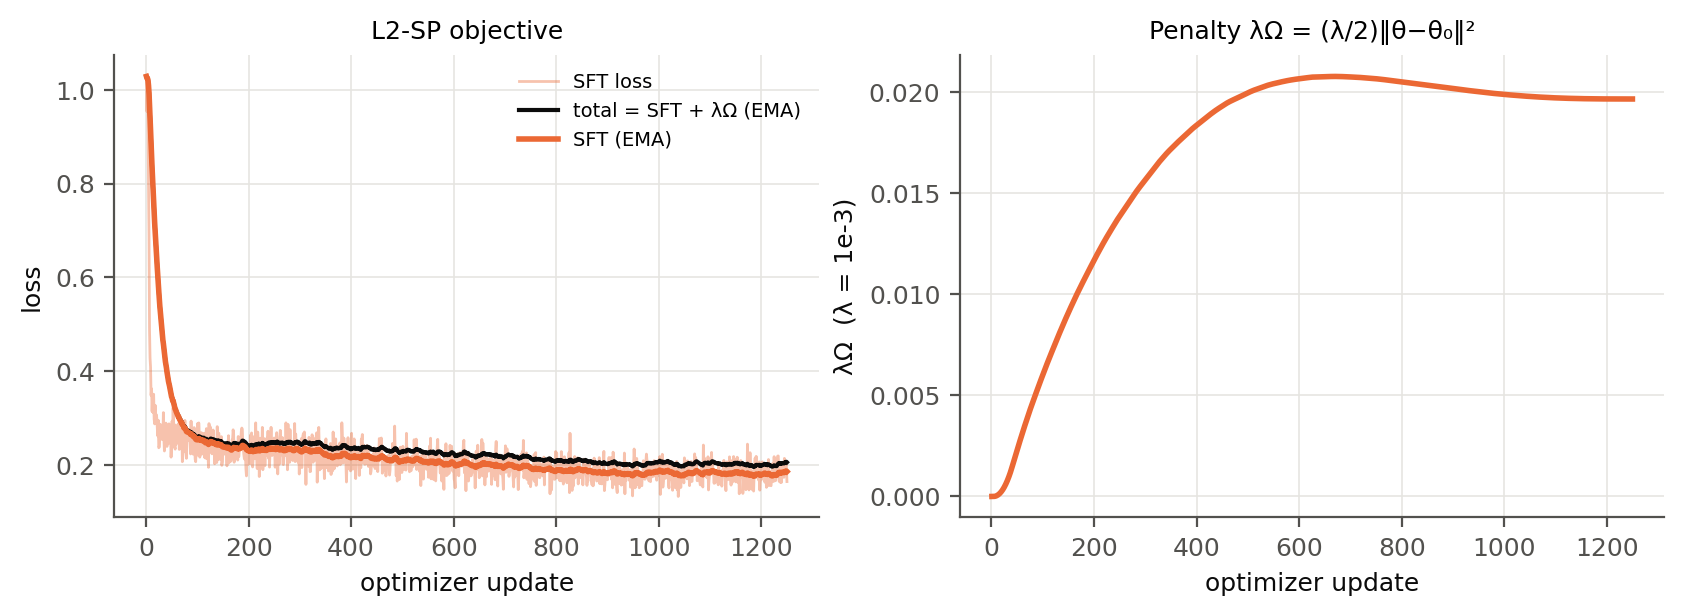 L2-SP objective
SFT loss
total = SFT + λΩ (EMA)
SFT (EMA)
loss
1.0
0.8
0.6
0.4
0.2
0 200 400 600 800 1000 1200
optimizer update
Penalty λΩ = (λ/2)‖θ−θ₀‖²
λΩ (λ = 1e-3)
0.020
0.015
0.010
0.005
0.000
0 200 400 600 800 1000 1200
optimizer update